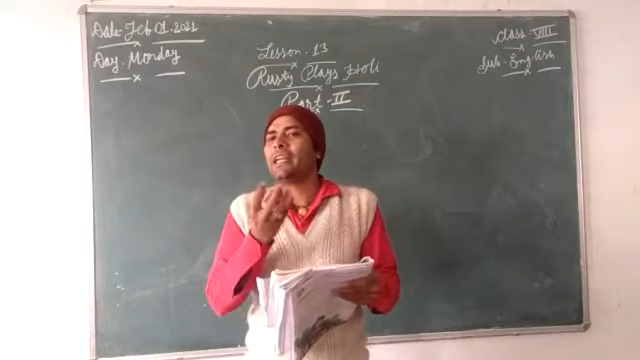 Date: Feb 01.2021
Day. Monday
Lesson - 13
Rusty Plays Holi
Part - II
Class. VIII
Sub. English